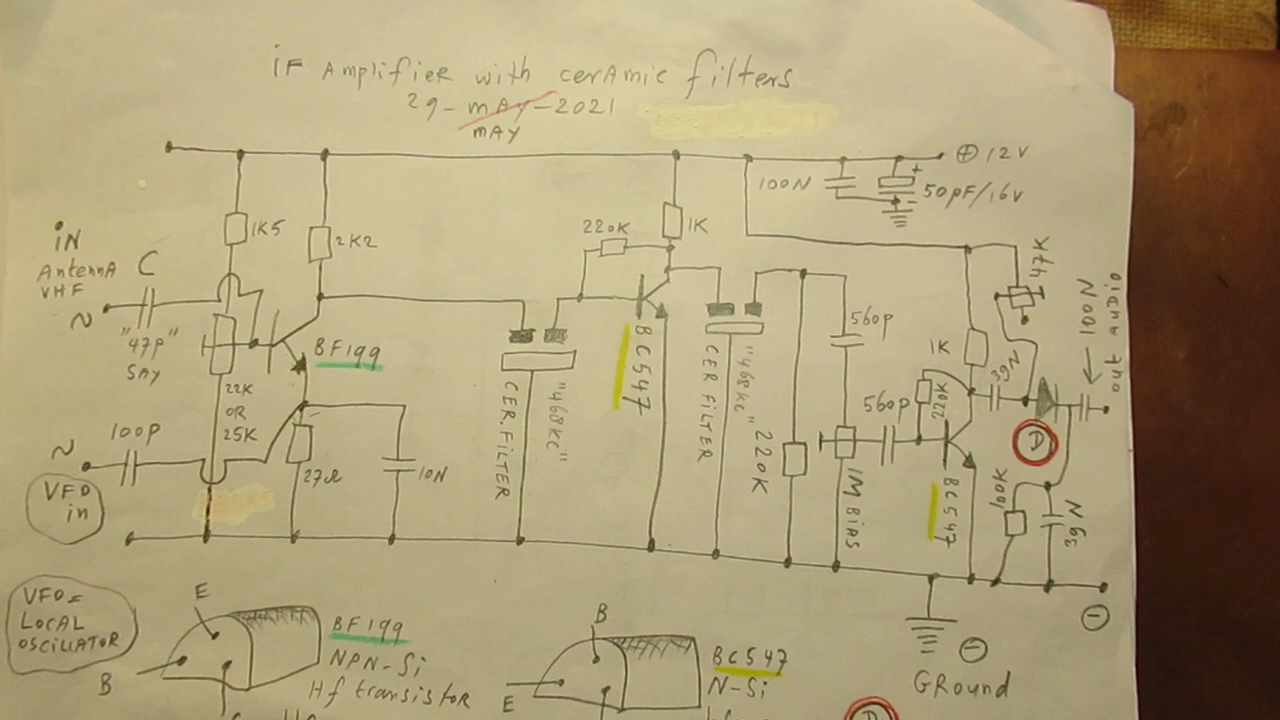 iF Amplifier with cerAmic filters
29-mAy-2021
mAy
⊕ 12V
100N
50µF/16V
1K5
2K2
220K
1K
iN
AntennA
VHF
C
~
"47p"
SAY
BF199
22K
OR
25K
100p
~
VFO
in
27Ω
10N
CER.FILTER
"468KC"
BC547
CER FiLTER
"468KC"
220K
560p
560p
1M BiAS
220K
1K
39N
47K
100N
out AuDiO
D
BC547
100K
39N
⊖
⊖
GRound
VFO=
LOCAL
OSCILLATOR
E
B
BF199
NPN-Si
Hf transistoR
B
E
BC547
N-Si